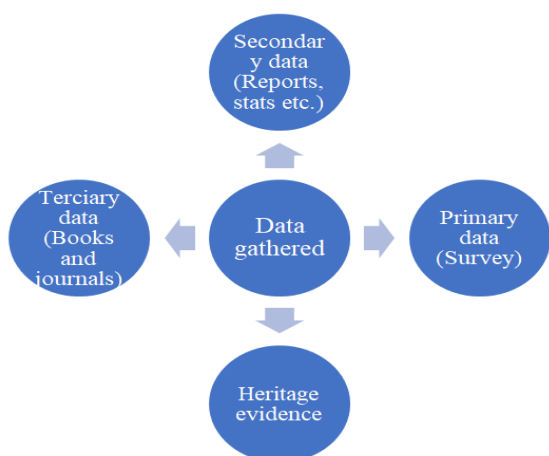 Secondar
y data
(Reports,
stats etc.)
Terciary
data
(Books
and
journals)
Data
gathered
Primary
data
(Survey)
Heritage
evidence